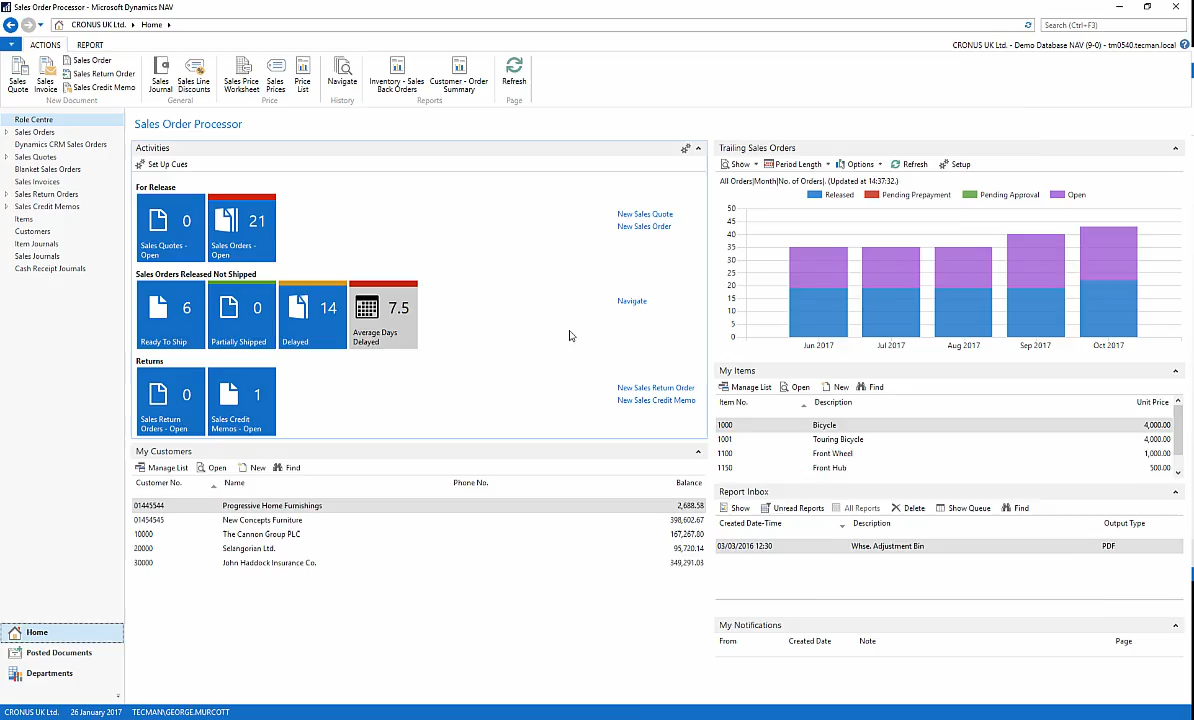 Sales Order Processor - Microsoft Dynamics NAV
CRONUS UK Ltd. Home
Search (Ctrl+F3)
ACTIONS REPORT
CRONUS UK Ltd. - Demo Database NAV (9-0) - tm0540.tecman.local
Sales Quote
Sales Invoice
Sales Order
Sales Return Order
Sales Credit Memo
New Document
Sales Journal
Sales Line Discounts
General
Sales Price Worksheet
Sales Prices
Price List
Price
Navigate
History
Inventory - Sales Back Orders
Customer - Order Summary
Reports
Refresh
Page
Role Centre
Sales Orders
Dynamics CRM Sales Orders
Sales Quotes
Blanket Sales Orders
Sales Invoices
Sales Return Orders
Sales Credit Memos
Items
Customers
Item Journals
Sales Journals
Cash Receipt Journals
Home
Posted Documents
Departments
Sales Order Processor
Activities
Set Up Cues
For Release
0
Sales Quotes - Open
21
Sales Orders - Open
New Sales Quote
New Sales Order
Sales Orders Released Not Shipped
6
Ready To Ship
0
Partially Shipped
14
Delayed
7.5
Average Days Delayed
Navigate
Returns
0
Sales Return Orders - Open
1
Sales Credit Memos - Open
New Sales Return Order
New Sales Credit Memo
My Customers
Manage List Open New Find
Customer No. Name Phone No. Balance
01445544 Progressive Home Furnishings 2,688.58
01454545 New Concepts Furniture 398,602.67
10000 The Cannon Group PLC 167,267.80
20000 Selangorian Ltd. 95,720.14
30000 John Haddock Insurance Co. 349,291.03
Trailing Sales Orders
Show Period Length Options Refresh Setup
All Orders|Month|No. of Orders|. (Updated at 14:37:32.)
Released Pending Prepayment Pending Approval Open
50
45
40
35
30
25
20
15
10
5
0
Jun 2017 Jul 2017 Aug 2017 Sep 2017 Oct 2017
My Items
Manage List Open New Find
Item No. Description Unit Price
1000 Bicycle 4,000.00
1001 Touring Bicycle 4,000.00
1100 Front Wheel 1,000.00
1150 Front Hub 500.00
Report Inbox
Show Unread Reports All Reports Delete Show Queue Find
Created Date-Time Description Output Type
03/03/2016 12:30 Whse. Adjustment Bin PDF
My Notifications
From Created Date Note Page
CRONUS UK Ltd. 26 January 2017 TECMAN\GEORGE.MURCOTT